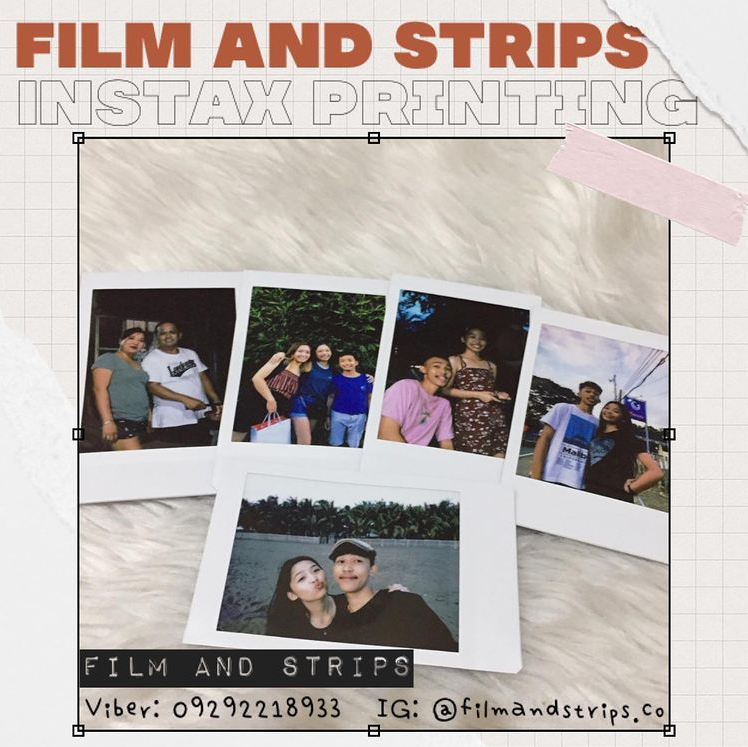 FILM AND STRIPS
INSTAX PRINTING
FILM AND STRIPS
Viber: 09292218933 IG: @filmandstrips.co